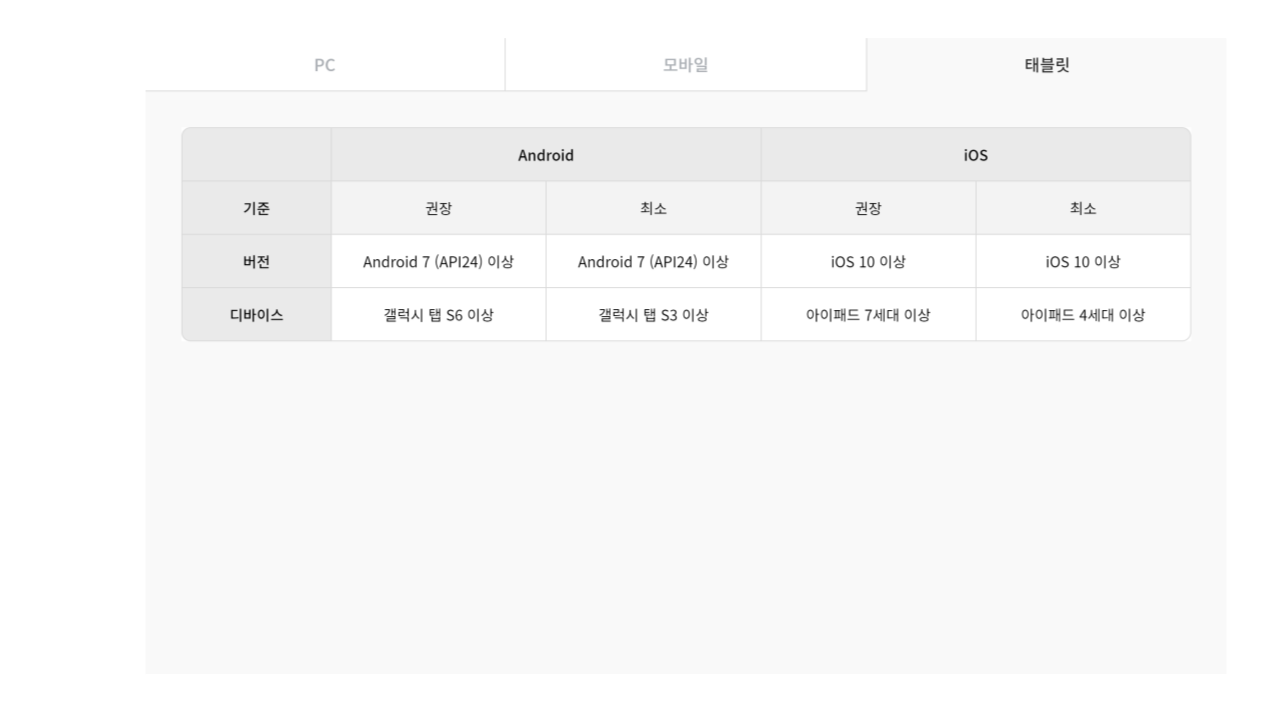 PC 모바일 태블릿
Android iOS
기준 권장 최소 권장 최소
버전 Android 7 (API24) 이상 Android 7 (API24) 이상 iOS 10 이상 iOS 10 이상
디바이스 갤럭시 탭 S6 이상 갤럭시 탭 S3 이상 아이패드 7세대 이상 아이패드 4세대 이상